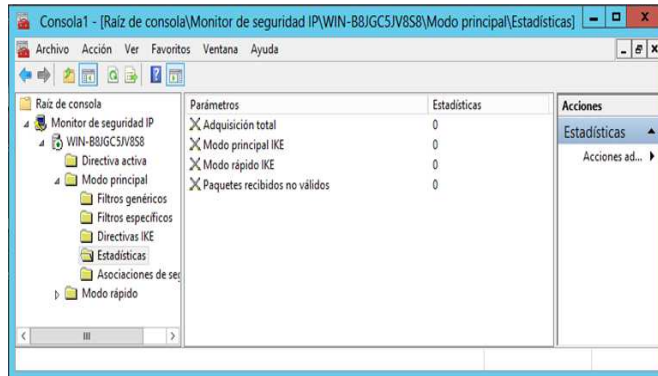 Consola1 - [Raíz de consola\Monitor de seguridad IP\WIN-B8JGC5JV8S8\Modo principal\Estadísticas]
Archivo Acción Ver Favoritos Ventana Ayuda
Raíz de consola
Monitor de seguridad IP
WIN-B8JGC5JV8S8
Directiva activa
Modo principal
Filtros genéricos
Filtros específicos
Directivas IKE
Estadísticas
Asociaciones de seg
Modo rápido
Parámetros Estadísticas
Adquisición total 0
Modo principal IKE 0
Modo rápido IKE 0
Paquetes recibidos no válidos 0
Acciones
Estadísticas
Acciones ad...